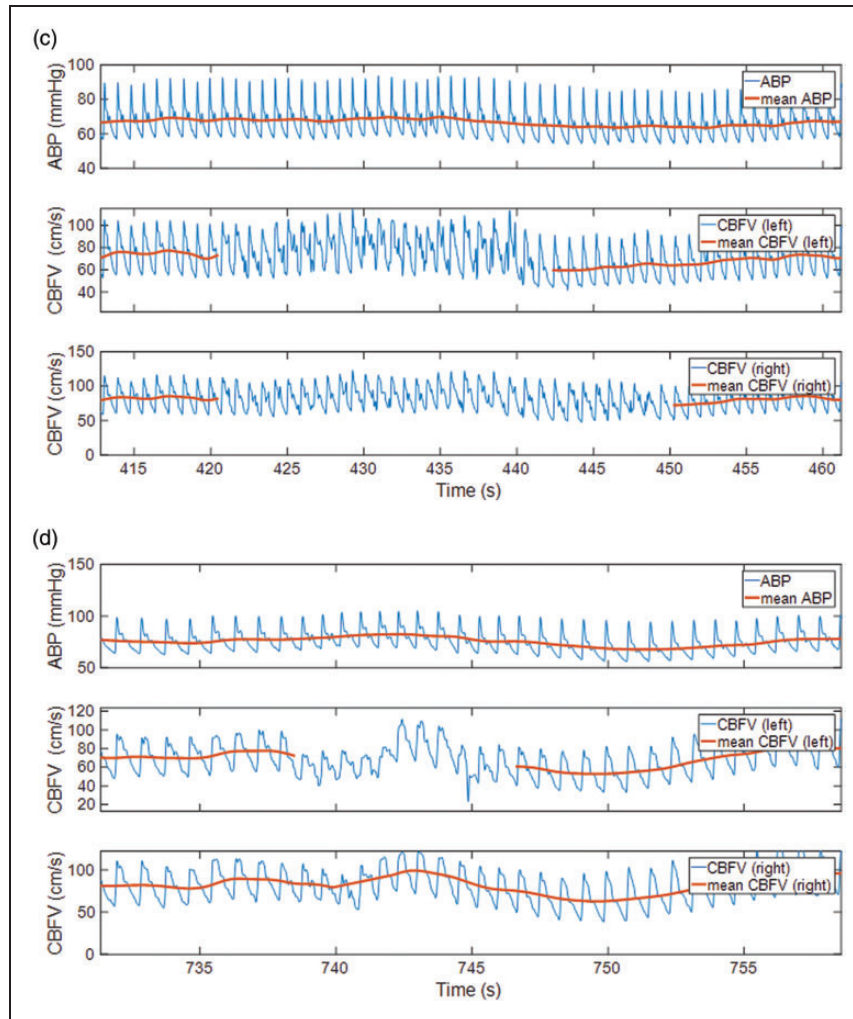 (c)
100
80
60
40
ABP (mmHg)
ABP
mean ABP
100
80
60
40
CBFV (cm/s)
CBFV (left)
mean CBFV (left)
150
100
50
0
CBFV (cm/s)
CBFV (right)
mean CBFV (right)
415 420 425 430 435 440 445 450 455 460
Time (s)
(d)
150
100
50
ABP (mmHg)
ABP
mean ABP
120
100
80
60
40
20
CBFV (cm/s)
CBFV (left)
mean CBFV (left)
100
50
0
CBFV (cm/s)
CBFV (right)
mean CBFV (right)
735 740 745 750 755
Time (s)